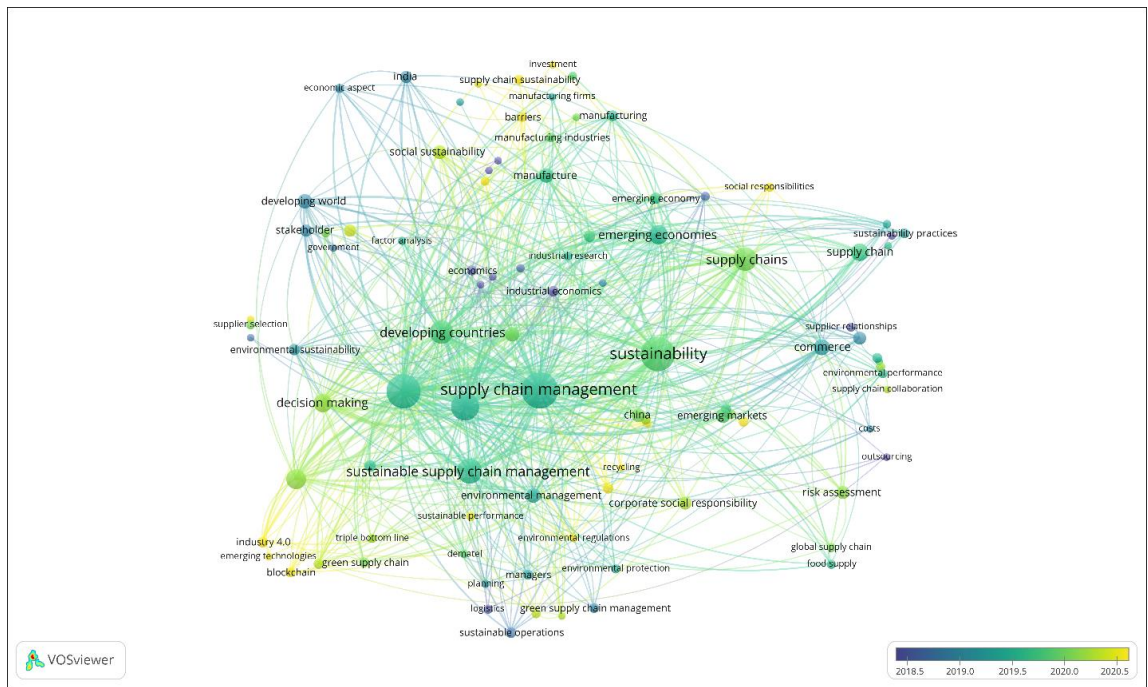 investment
india
supply chain sustainability
economic aspect
manufacturing firms
barriers
manufacturing
manufacturing industries
social sustainability
manufacture
social responsibilities
emerging economy
developing world
stakeholder
emerging economies
sustainability practices
factor analysis
government
supply chain
industrial research
supply chains
economics
industrial economics
supplier selection
supplier relationships
developing countries
commerce
environmental sustainability
sustainability
environmental performance
supply chain management
supply chain collaboration
decision making
china
emerging markets
costs
outsourcing
recycling
sustainable supply chain management
risk assessment
environmental management
corporate social responsibility
sustainable performance
triple bottom line
environmental regulations
industry 4.0
global supply chain
emerging technologies
dematel
green supply chain
food supply
environmental protection
blockchain
managers
planning
logistics
green supply chain management
sustainable operations
VOSviewer
2018.5 2019.0 2019.5 2020.0 2020.5